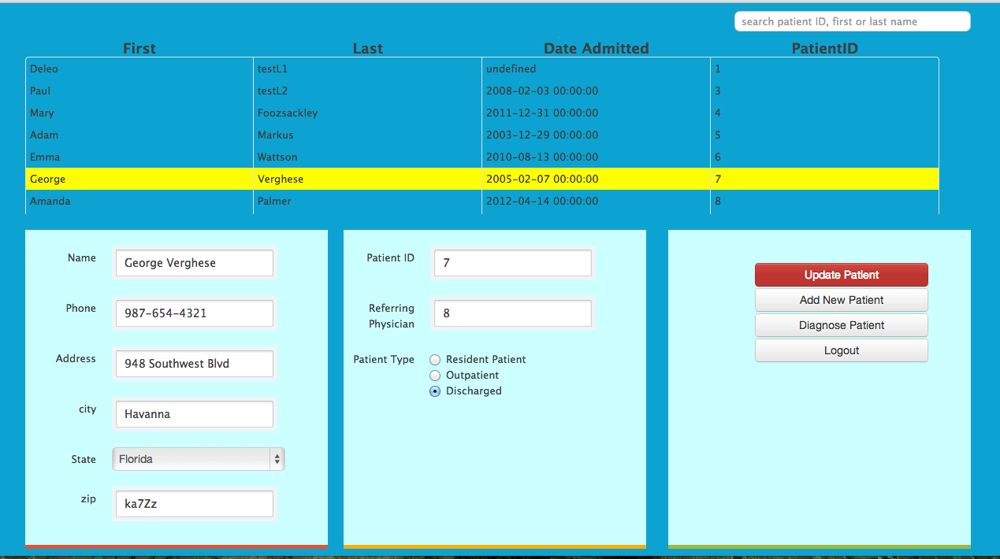 search patient ID, first or last name
First Last Date Admitted PatientID
Deleo testL1 undefined 1
Paul testL2 2008-02-03 00:00:00 3
Mary Foozsackley 2011-12-31 00:00:00 4
Adam Markus 2003-12-29 00:00:00 5
Emma Wattson 2010-08-13 00:00:00 6
George Verghese 2005-02-07 00:00:00 7
Amanda Palmer 2012-04-14 00:00:00 8
Name George Verghese
Phone 987-654-4321
Address 948 Southwest Blvd
city Havanna
State Florida
zip ka7Zz
Patient ID 7
Referring
Physician 8
Patient Type Resident Patient
Outpatient
Discharged
Update Patient
Add New Patient
Diagnose Patient
Logout